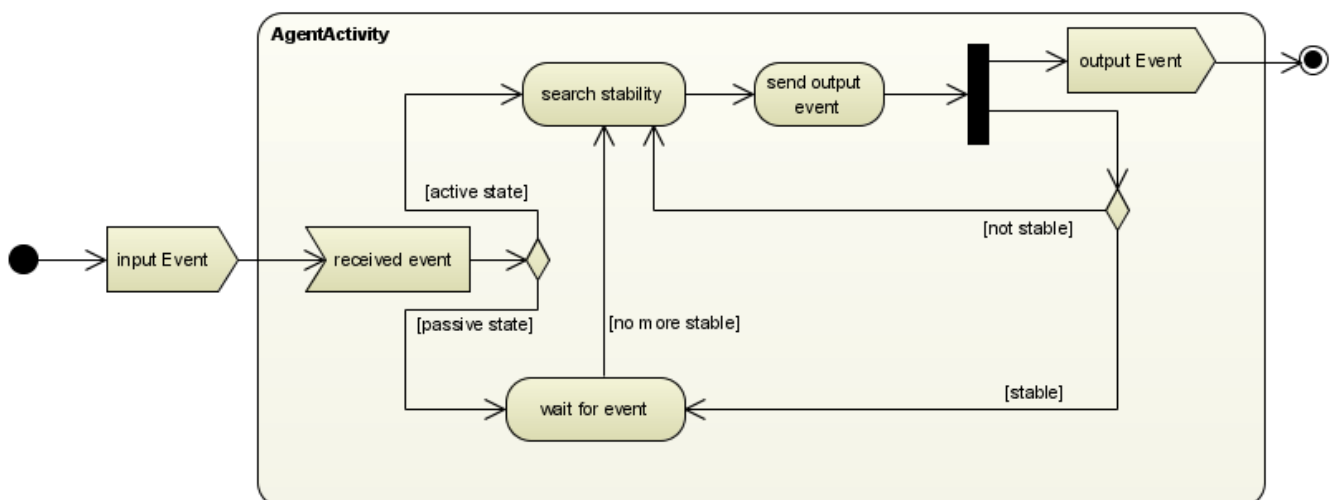 AgentActivity
output Event
search stability
send output
event
[active state]
[not stable]
input Event
received event
[passive state]
[no more stable]
[stable]
wait for event